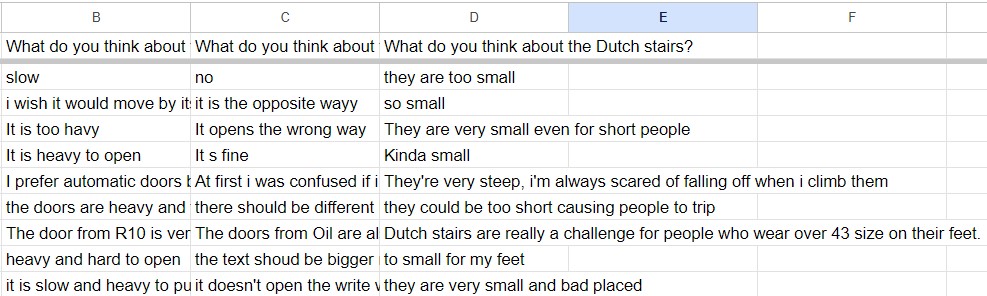 B C D E F
What do you think about What do you think about What do you think about the Dutch stairs?
slow no they are too small
i wish it would move by it it is the opposite wayy so small
It is too havy It opens the wrong way They are very small even for short people
It is heavy to open It s fine Kinda small
I prefer automatic doors At first i was confused if i They're very steep, i'm always scared of falling off when i climb them
the doors are heavy and there should be different they could be too short causing people to trip
The door from R10 is ver The doors from Oil are al Dutch stairs are really a challenge for people who wear over 43 size on their feet.
heavy and hard to open the text shoud be bigger to small for my feet
it is slow and heavy to pu it doesn't open the write they are very small and bad placed